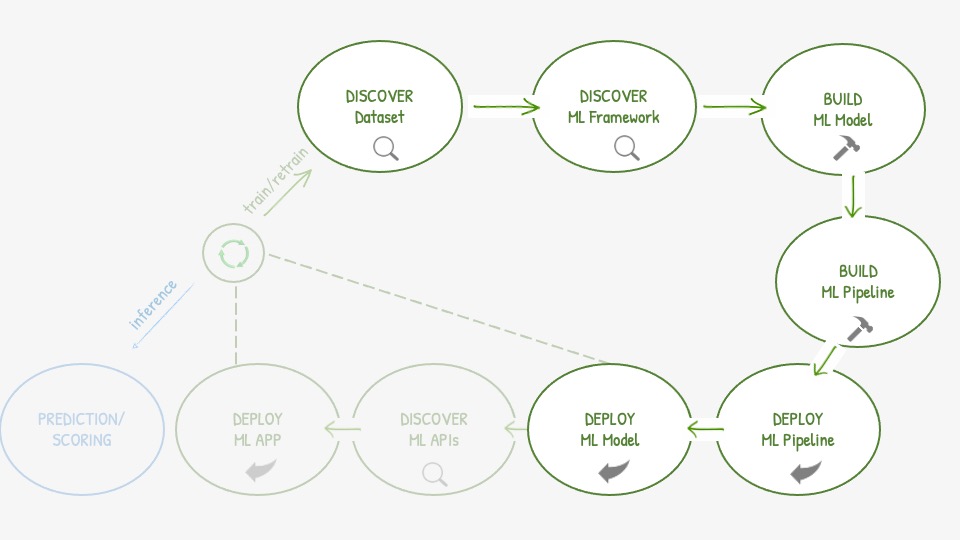 DISCOVER
Dataset
DISCOVER
ML Framework
BUILD
ML Model
train/retrain
BUILD
ML Pipeline
inference
PREDICTION/
SCORING
DEPLOY
ML APP
DISCOVER
ML APIs
DEPLOY
ML Model
DEPLOY
ML Pipeline